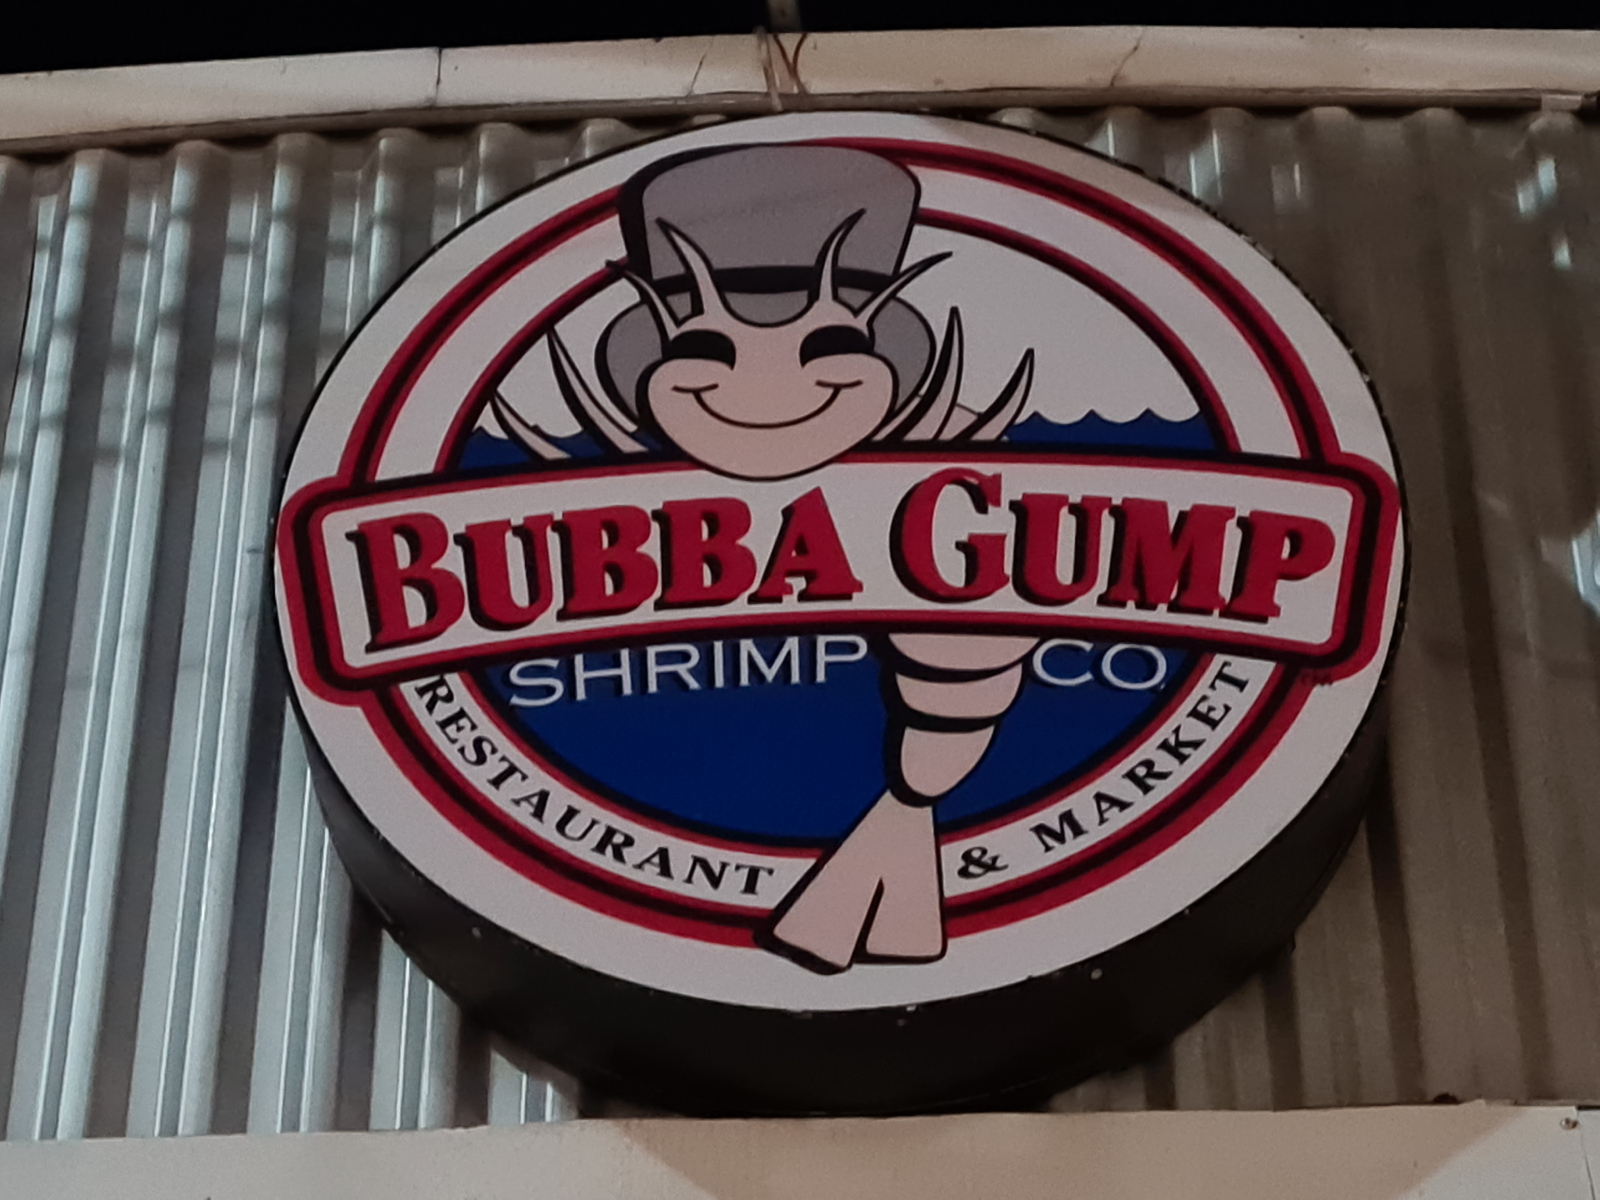 BUBBA GUMP
SHRIMP CO.
RESTAURANT & MARKET